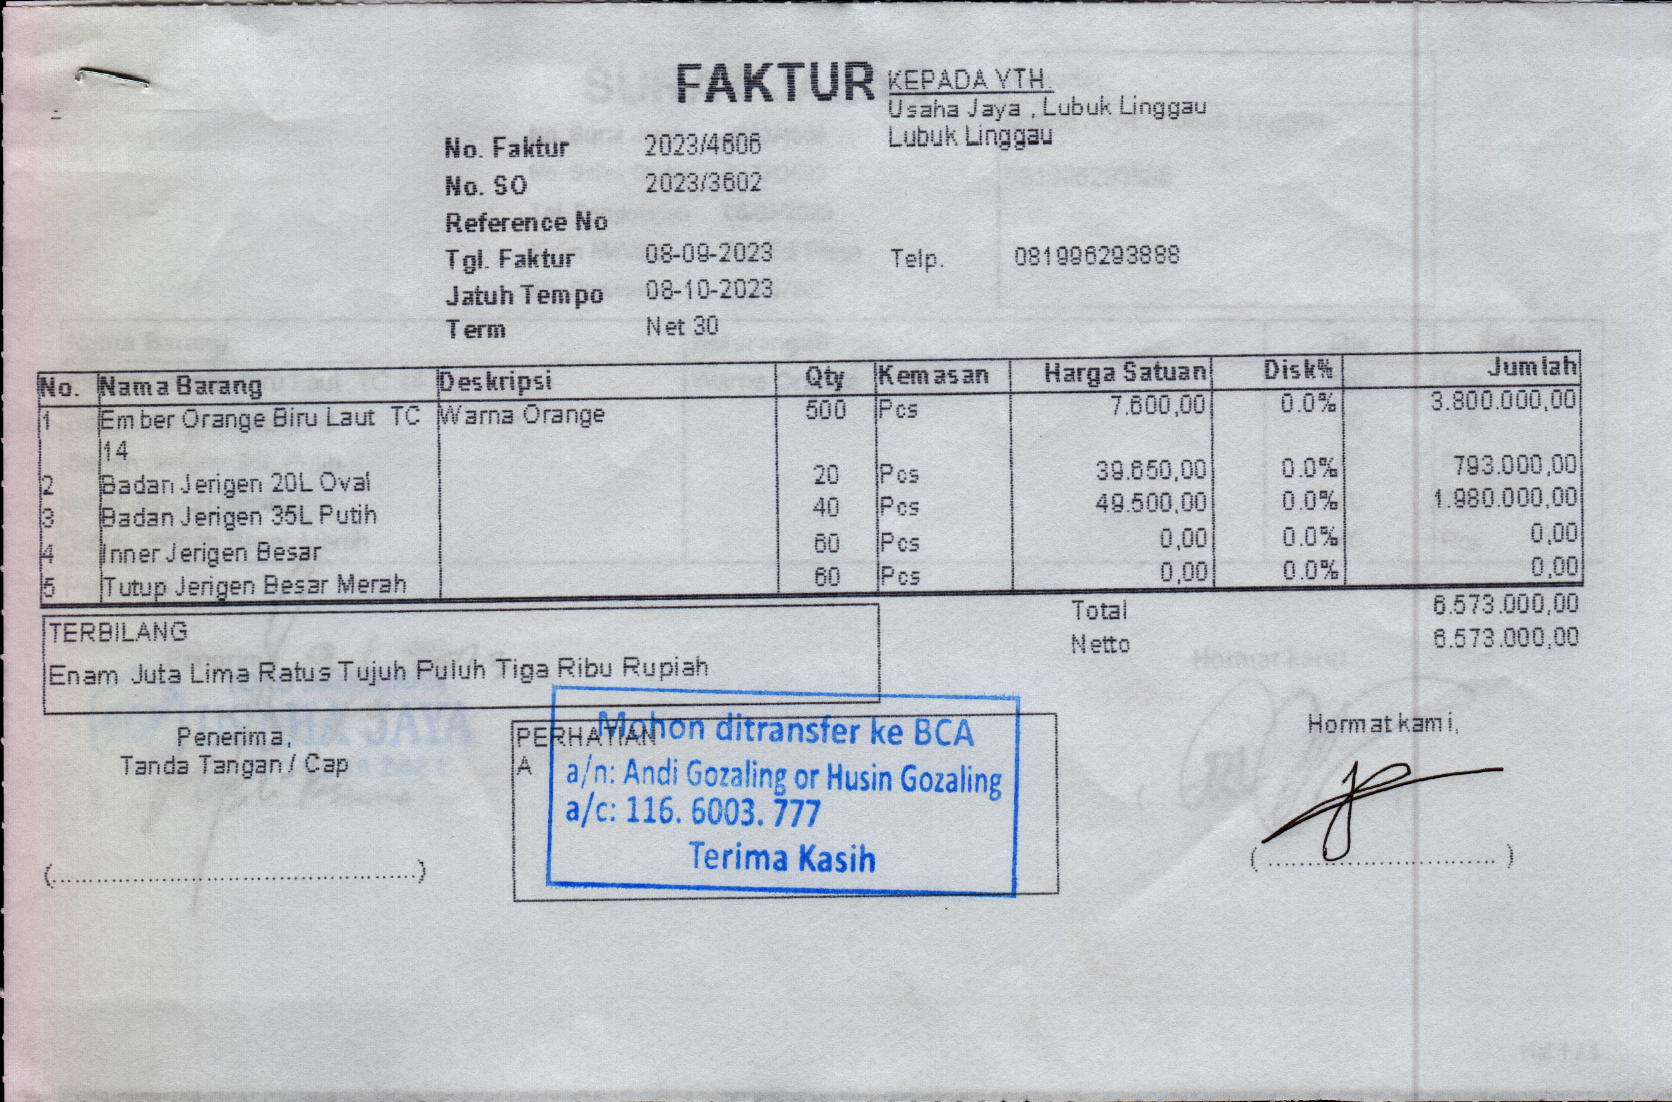 FAKTUR
KEPADA YTH.
Usaha Jaya , Lubuk Linggau
Lubuk Linggau
No. Faktur 2023/4606
No. SO 2023/3602
Reference No
Tgl. Faktur 08-09-2023 Telp. 081996293888
Jatuh Tempo 08-10-2023
Term Net 30
No. Nama Barang Deskripsi Qty Kemasan Harga Satuan Disk% Jumlah
1 Ember Orange Biru Laut TC Warna Orange 500 Pcs 7.600,00 0.0% 3.800.000,00
14
2 Badan Jerigen 20L Oval 20 Pcs 39.650,00 0.0% 793.000,00
3 Badan Jerigen 35L Putih 40 Pcs 49.500,00 0.0% 1.980.000,00
4 Inner Jerigen Besar 60 Pcs 0,00 0.0% 0,00
5 Tutup Jerigen Besar Merah 60 Pcs 0,00 0.0% 0,00
Total 6.573.000,00
Netto 6.573.000,00
TERBILANG
Enam Juta Lima Ratus Tujuh Puluh Tiga Ribu Rupiah
Penerima,
Tanda Tangan / Cap
(..........................................)
PERHATIAN
A
Mohon ditransfer ke BCA
a/n: Andi Gozaling or Husin Gozaling
a/c: 116. 6003. 777
Terima Kasih
Hormat kami,
(..............................)